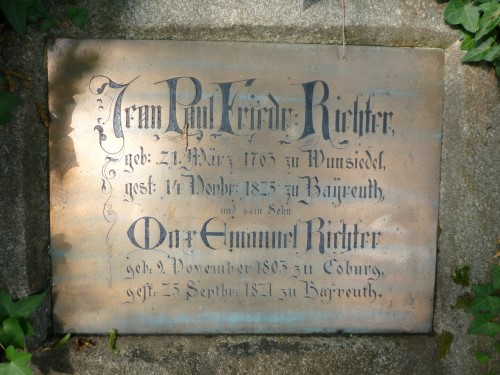 Jean Paul Friedr: Richter,
geb: 21. März 1763 zu Wunsiedel,
gest: 14 Novbr: 1825 zu Bayreuth,
und sein Sohn
Max Emanuel Richter
geb: 9. November 1803 zu Coburg,
gest: 25 Septbr: 1821 zu Bayreuth.